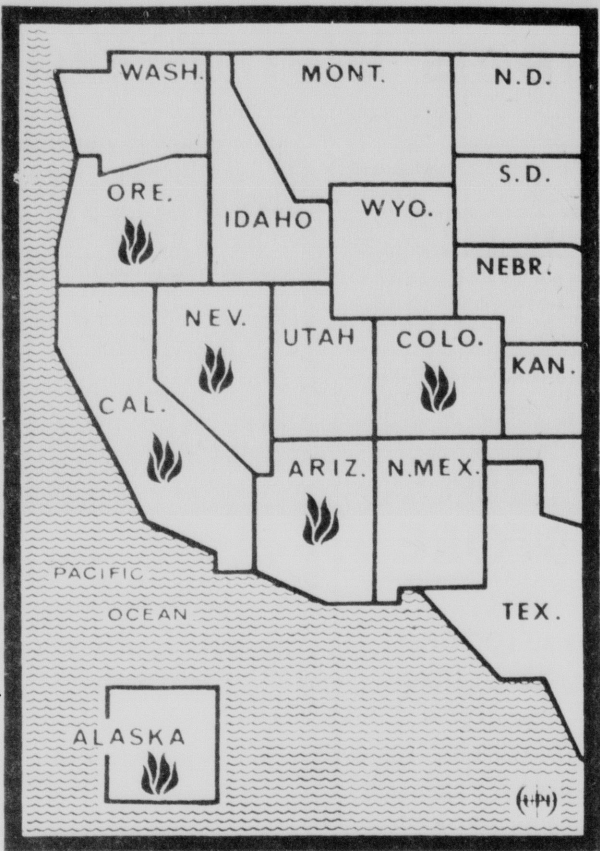 WASH.
MONT.
N.D.
ORE.
IDAHO
WYO.
S.D.
NEBR.
NEV.
UTAH
COLO.
KAN.
CAL.
ARIZ.
N.MEX.
PACIFIC
OCEAN
TEX.
ALASKA
(UPI)